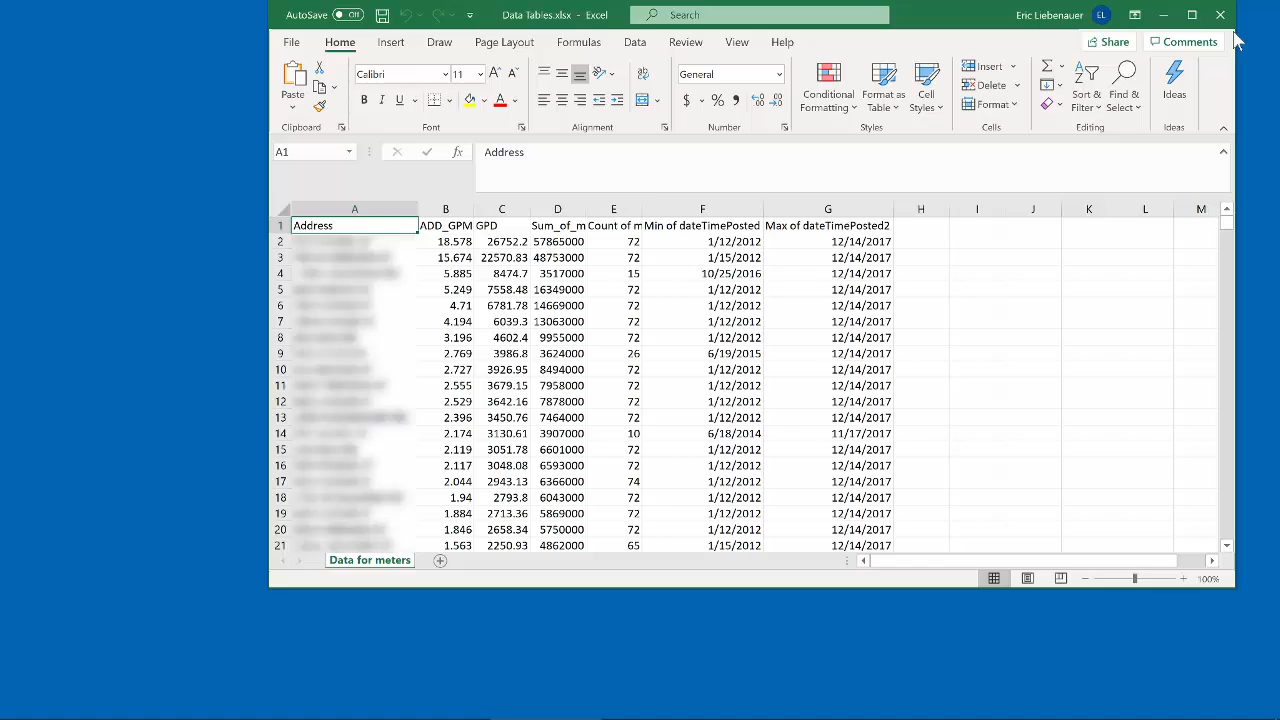 AutoSave Off Data Tables.xlsx - Excel Search Eric Liebenauer EL
File Home Insert Draw Page Layout Formulas Data Review View Help Share Comments
Paste Calibri 11 B I U General $ % Conditional Formatting Format as Table Cell Styles Insert Delete Format Sort & Filter Find & Select Ideas
Clipboard Font Alignment Number Styles Cells Editing Ideas
A1 fx Address
A B C D E F G H I J K L M
1 Address ADD_GPM GPD Sum_of_m Count of m Min of dateTimePosted Max of dateTimePosted2
2 18.578 26752.2 57865000 72 1/12/2012 12/14/2017
3 15.674 22570.83 48753000 72 1/15/2012 12/14/2017
4 5.885 8474.7 3517000 15 10/25/2016 12/14/2017
5 5.249 7558.48 16349000 72 1/12/2012 12/14/2017
6 4.71 6781.78 14669000 72 1/12/2012 12/14/2017
7 4.194 6039.3 13063000 72 1/12/2012 12/14/2017
8 3.196 4602.4 9955000 72 1/12/2012 12/14/2017
9 2.769 3986.8 3624000 26 6/19/2015 12/14/2017
10 2.727 3926.95 8494000 72 1/12/2012 12/14/2017
11 2.555 3679.15 7958000 72 1/12/2012 12/14/2017
12 2.529 3642.16 7878000 72 1/12/2012 12/14/2017
13 2.396 3450.76 7464000 72 1/12/2012 12/14/2017
14 2.174 3130.61 3907000 10 6/18/2014 11/17/2017
15 2.119 3051.78 6601000 72 1/12/2012 12/14/2017
16 2.117 3048.08 6593000 72 1/12/2012 12/14/2017
17 2.044 2943.13 6366000 74 1/12/2012 12/14/2017
18 1.94 2793.8 6043000 72 1/12/2012 12/14/2017
19 1.884 2713.36 5869000 72 1/12/2012 12/14/2017
20 1.846 2658.34 5750000 72 1/12/2012 12/14/2017
21 1.563 2250.93 4862000 65 1/15/2012 12/14/2017
Data for meters
100%